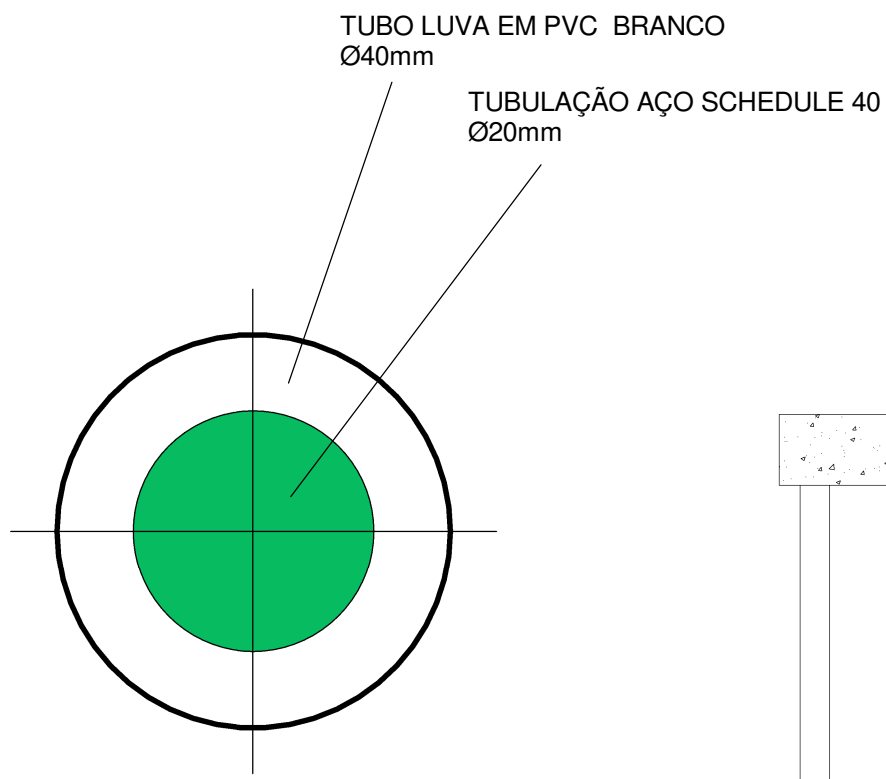 TUBO LUVA EM PVC  BRANCO
Ø40mm
TUBULAÇÃO AÇO SCHEDULE 40
Ø20mm